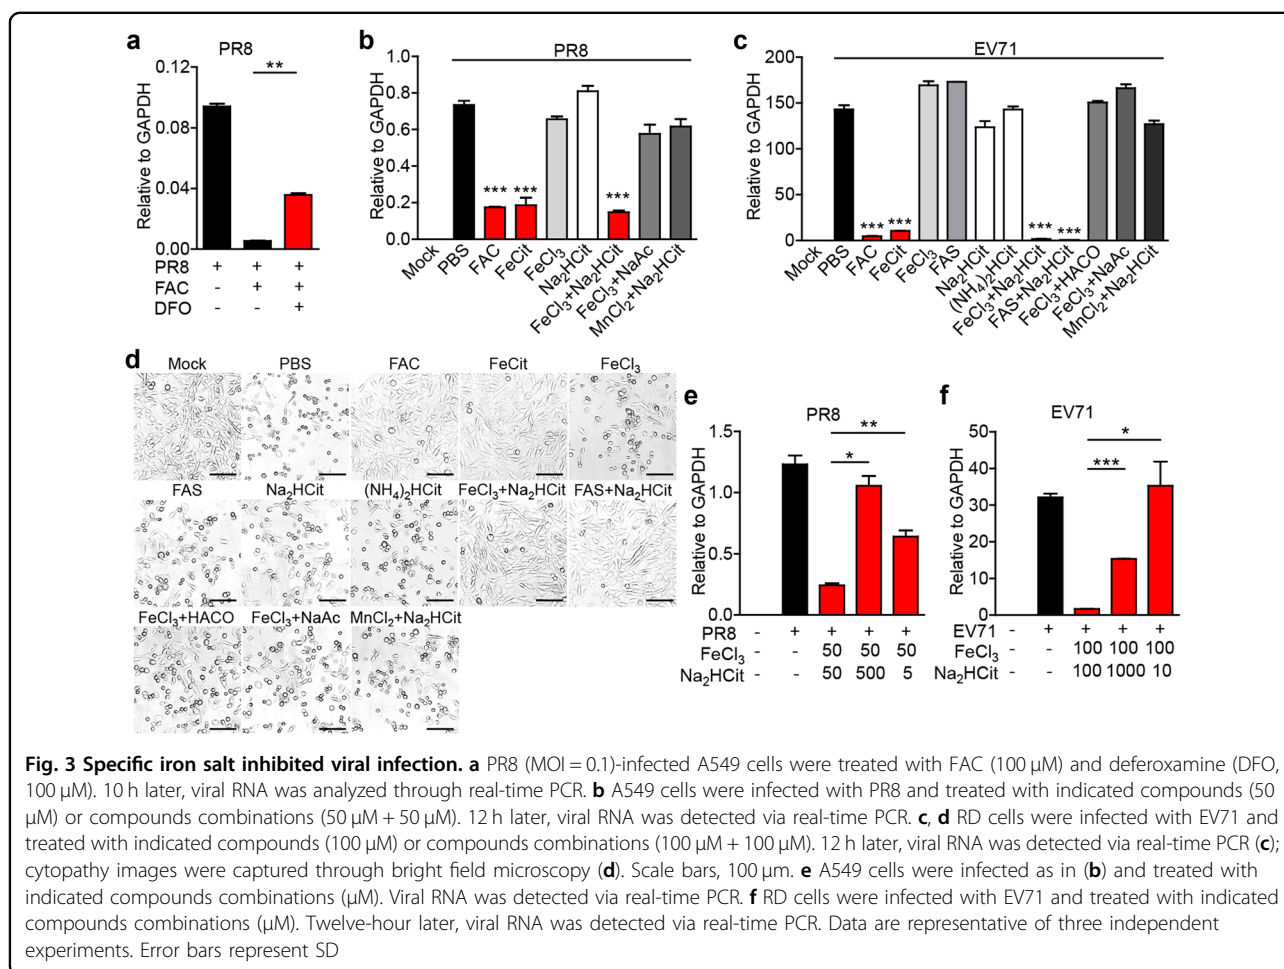 a
PR8
**
Relative to GAPDH
0.12
0.08
0.04
0.00
PR8 + + +
FAC - + +
DFO - - +
b
PR8
Relative to GAPDH
1.0
0.8
0.6
0.4
0.2
0.0
*** *** ***
Mock
PBS
FAC
FeCit
FeCl₃
Na₂HCit
FeCl₃+Na₂HCit
FeCl₃+NaAc
MnCl₂+Na₂HCit
c
EV71
Relative to GAPDH
200
150
100
50
0
*** *** *** ***
Mock
PBS
FAC
FeCit
FeCl₃
FAS
Na₂HCit
(NH₄)₂HCit
FeCl₃+Na₂HCit
FAS+Na₂HCit
FeCl₃+HACO
FeCl₃+NaAc
MnCl₂+Na₂HCit
d
Mock PBS FAC FeCit FeCl₃
FAS Na₂HCit (NH₄)₂HCit FeCl₃+Na₂HCit FAS+Na₂HCit
FeCl₃+HACO FeCl₃+NaAc MnCl₂+Na₂HCit
e
PR8
**
*
Relative to GAPDH
1.5
1.0
0.5
0.0
PR8 - + + + +
FeCl₃ - - 50 50 50
Na₂HCit - - 50 500 5
f
EV71
*
***
Relative to GAPDH
50
40
30
20
10
0
EV71 - + + + +
FeCl₃ - - 100 100 100
Na₂HCit - - 100 1000 10
Fig. 3 Specific iron salt inhibited viral infection. a PR8 (MOI = 0.1)-infected A549 cells were treated with FAC (100 μM) and deferoxamine (DFO,
100 μM). 10 h later, viral RNA was analyzed through real-time PCR. b A549 cells were infected with PR8 and treated with indicated compounds (50
μM) or compounds combinations (50 μM + 50 μM). 12 h later, viral RNA was detected via real-time PCR. c, d RD cells were infected with EV71 and
treated with indicated compounds (100 μM) or compounds combinations (100 μM + 100 μM). 12 h later, viral RNA was detected via real-time PCR (c);
cytopathy images were captured through bright field microscopy (d). Scale bars, 100 μm. e A549 cells were infected as in (b) and treated with
indicated compounds combinations (μM). Viral RNA was detected via real-time PCR. f RD cells were infected with EV71 and treated with indicated
compounds combinations (μM). Twelve-hour later, viral RNA was detected via real-time PCR. Data are representative of three independent
experiments. Error bars represent SD